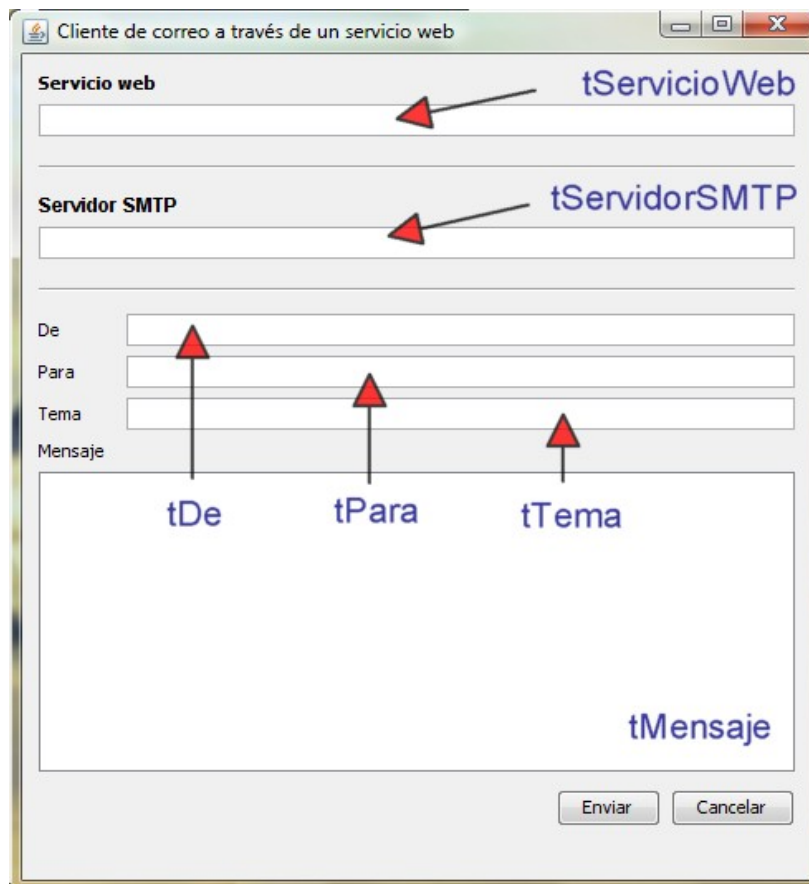 Cliente de correo a través de un servicio web
Servicio web
tServicioWeb
Servidor SMTP
tServidorSMTP
De
Para
Tema
Mensaje
tDe
tPara
tTema
tMensaje
Enviar
Cancelar